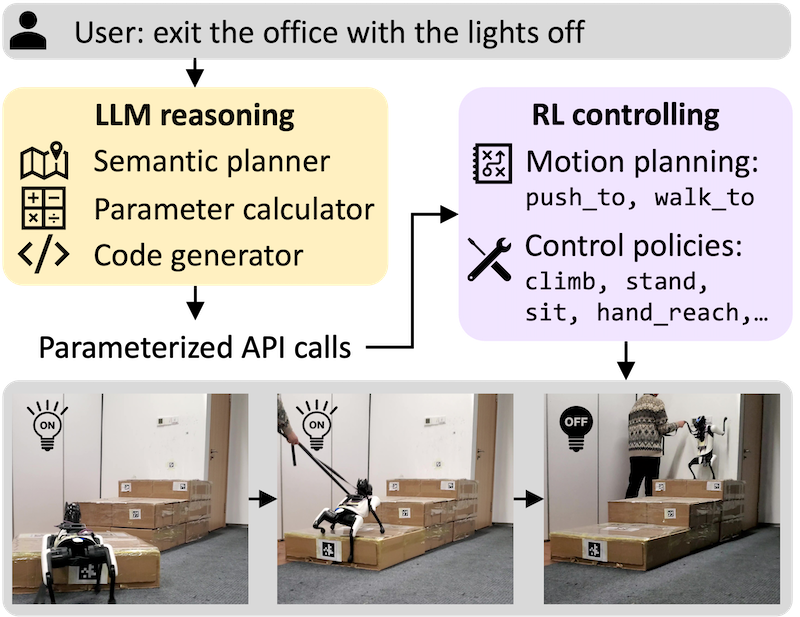 User: exit the office with the lights off
LLM reasoning
Semantic planner
Parameter calculator
Code generator
Parameterized API calls
RL controlling
Motion planning:
push_to, walk_to
Control policies:
climb, stand,
sit, hand_reach,…
ON
ON
OFF